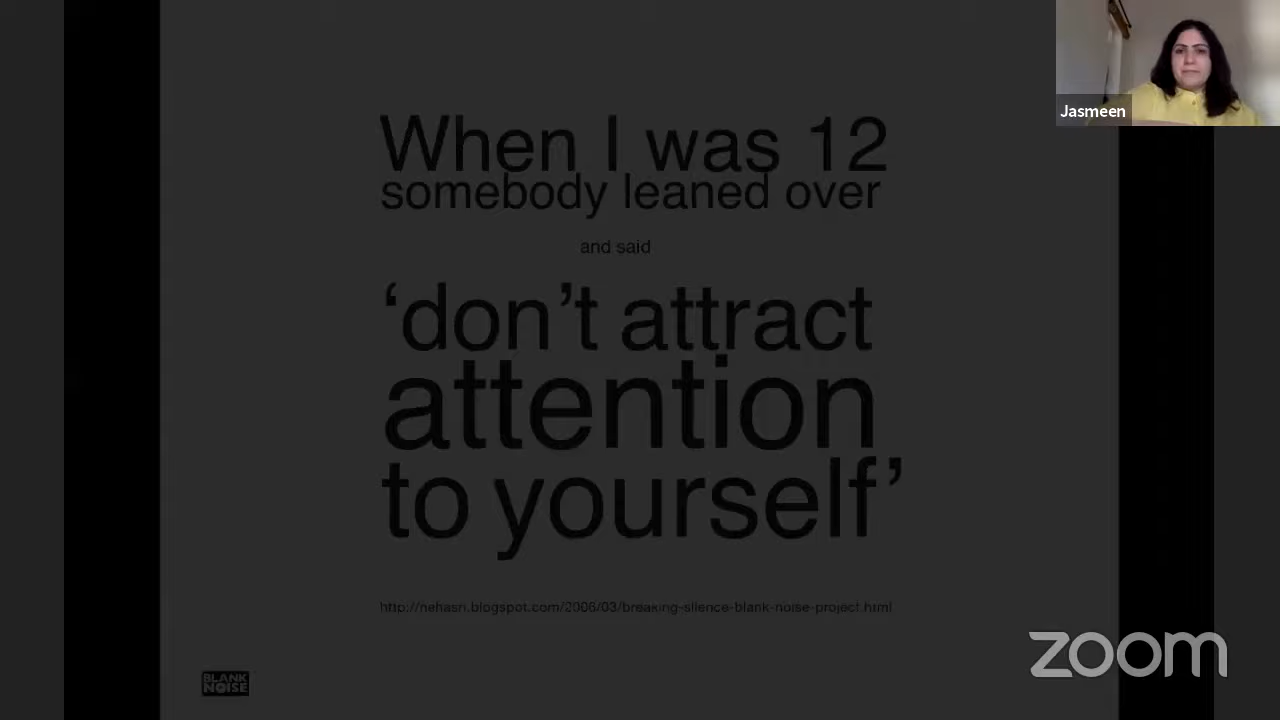 Jasmeen
When I was 12
somebody leaned over
and said
‘don’t attract
attention
to yourself’
http://nehasri.blogspot.com/2006/03/breaking-silence-blank-noise-project.html
zoom
BLANK
NOISE